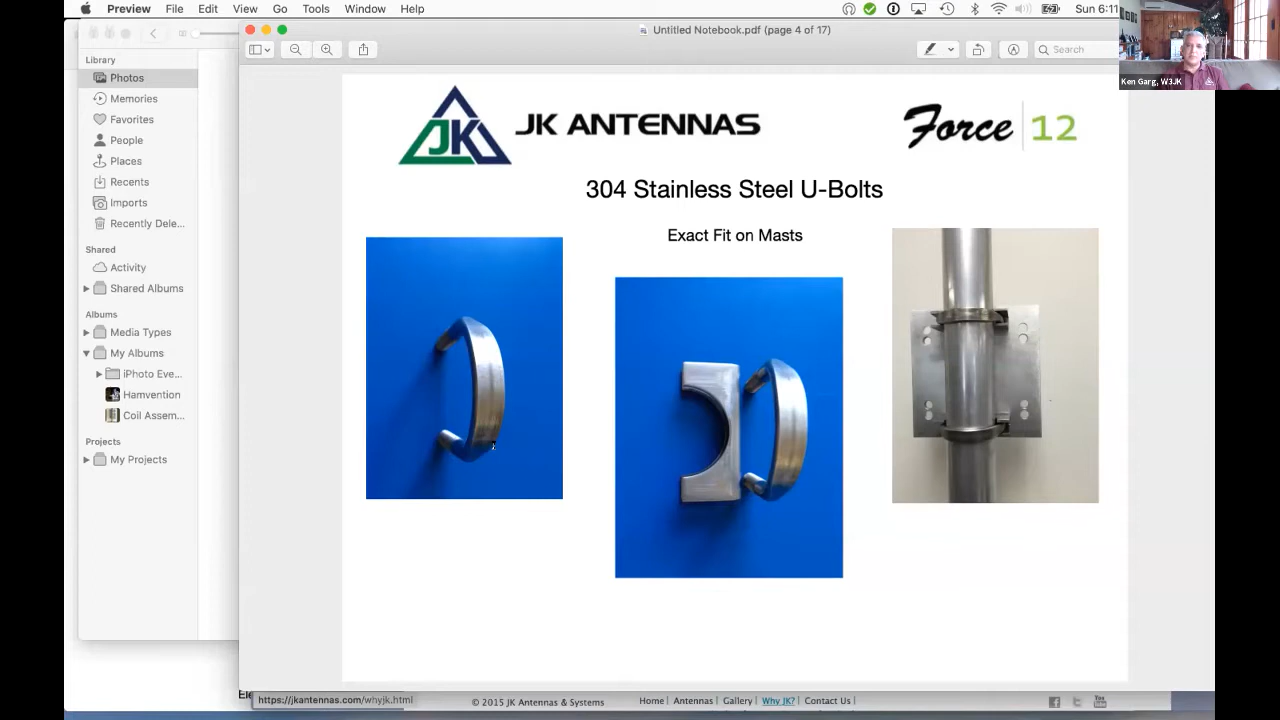 Preview File Edit View Go Tools Window Help
Sun 6:11
Untitled Notebook.pdf (page 4 of 17)
Search
Ken Garg, W3JK
Library
Photos
Memories
Favorites
People
Places
Recents
Imports
Recently Dele...
Shared
Activity
Shared Albums
Albums
Media Types
My Albums
iPhoto Eve...
Hamvention
Coil Assem...
Projects
My Projects
JK
JK ANTENNAS
Force 12
304 Stainless Steel U-Bolts
Exact Fit on Masts
Ele
https://jkantennas.com/whyjk.html
© 2015 JK Antennas & Systems
Home | Antennas | Gallery | Why JK? | Contact Us |
You